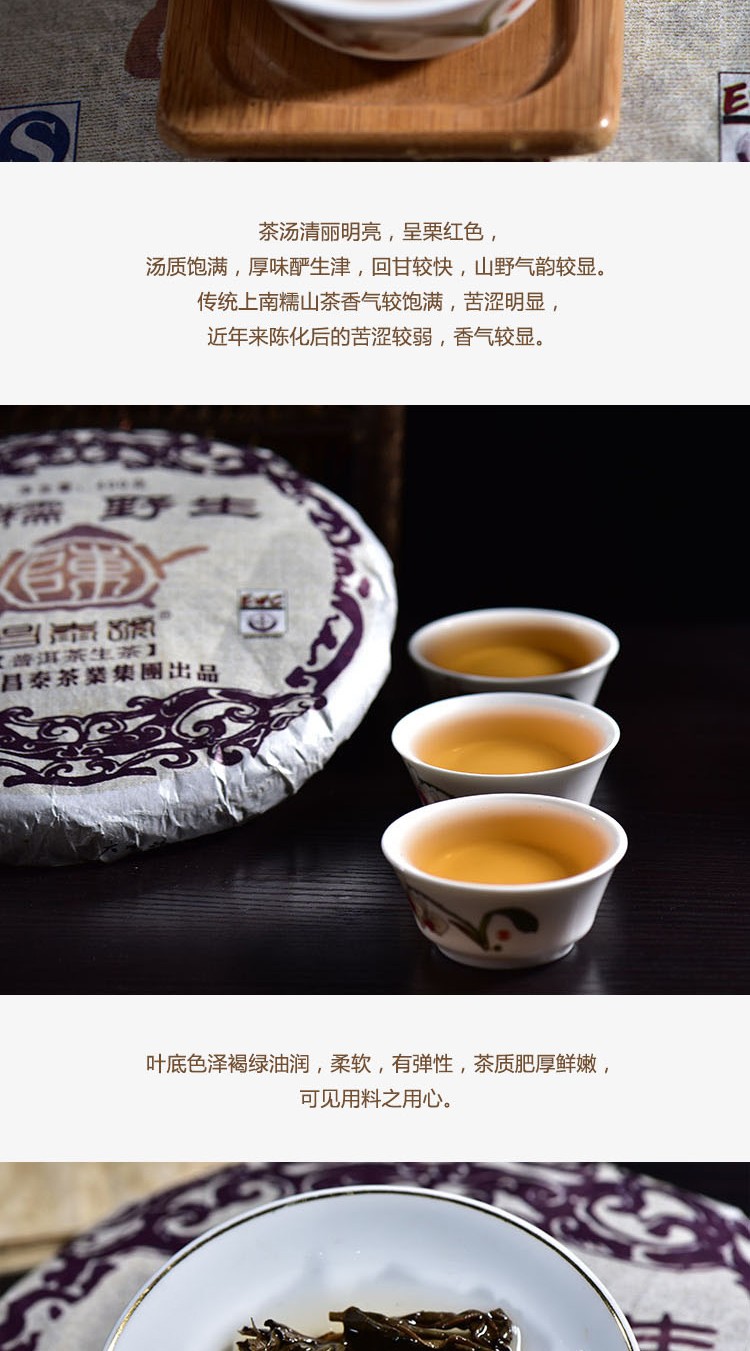 S
E
茶汤清丽明亮，呈栗红色，
汤质饱满，厚味酽生津，回甘较快，山野气韵较显。
传统上南糯山茶香气较饱满，苦涩明显，
近年来陈化后的苦涩较弱，香气较显。
糯 野生
【普洱茶生茶】
昌泰茶業集團出品
叶底色泽褐绿油润，柔软，有弹性，茶质肥厚鲜嫩，
可见用料之用心。